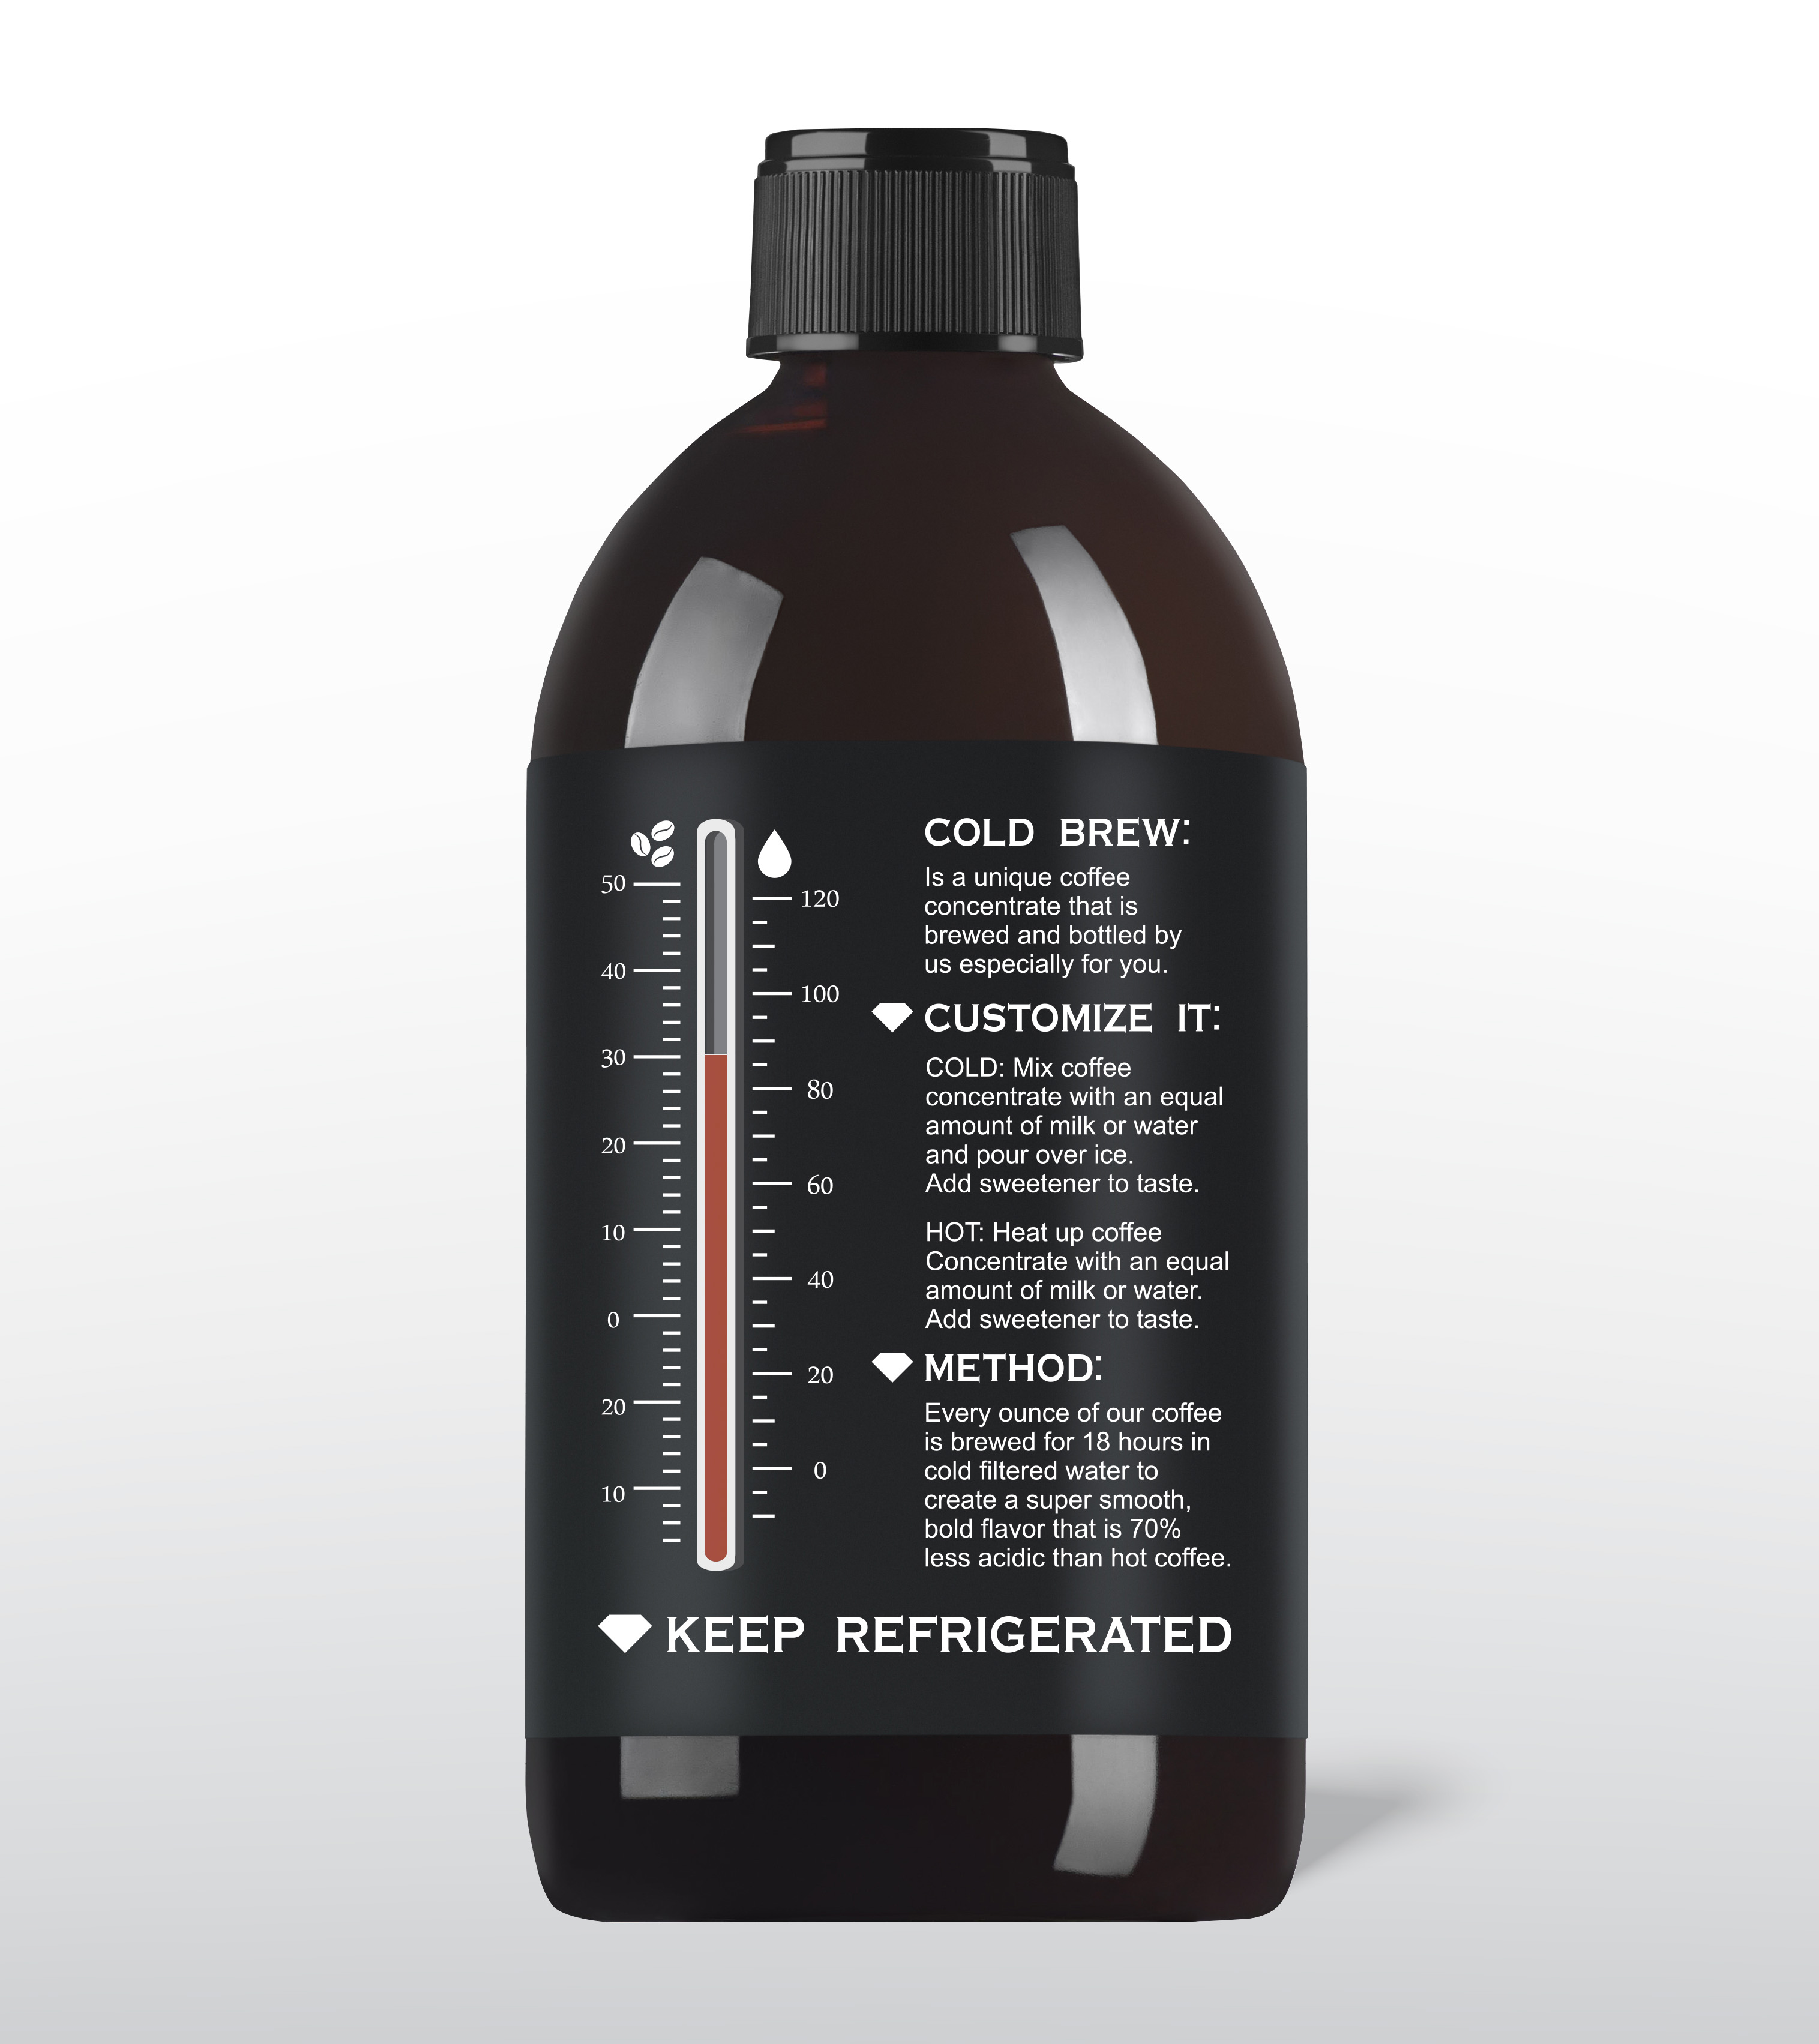 50
40
30
20
10
0
20
10
120
100
80
60
40
20
0
COLD BREW:
Is a unique coffee
concentrate that is
brewed and bottled by
us especially for you.
CUSTOMIZE IT:
COLD: Mix coffee
concentrate with an equal
amount of milk or water
and pour over ice.
Add sweetener to taste.
HOT: Heat up coffee
Concentrate with an equal
amount of milk or water.
Add sweetener to taste.
METHOD:
Every ounce of our coffee
is brewed for 18 hours in
cold filtered water to
create a super smooth,
bold flavor that is 70%
less acidic than hot coffee.
KEEP REFRIGERATED